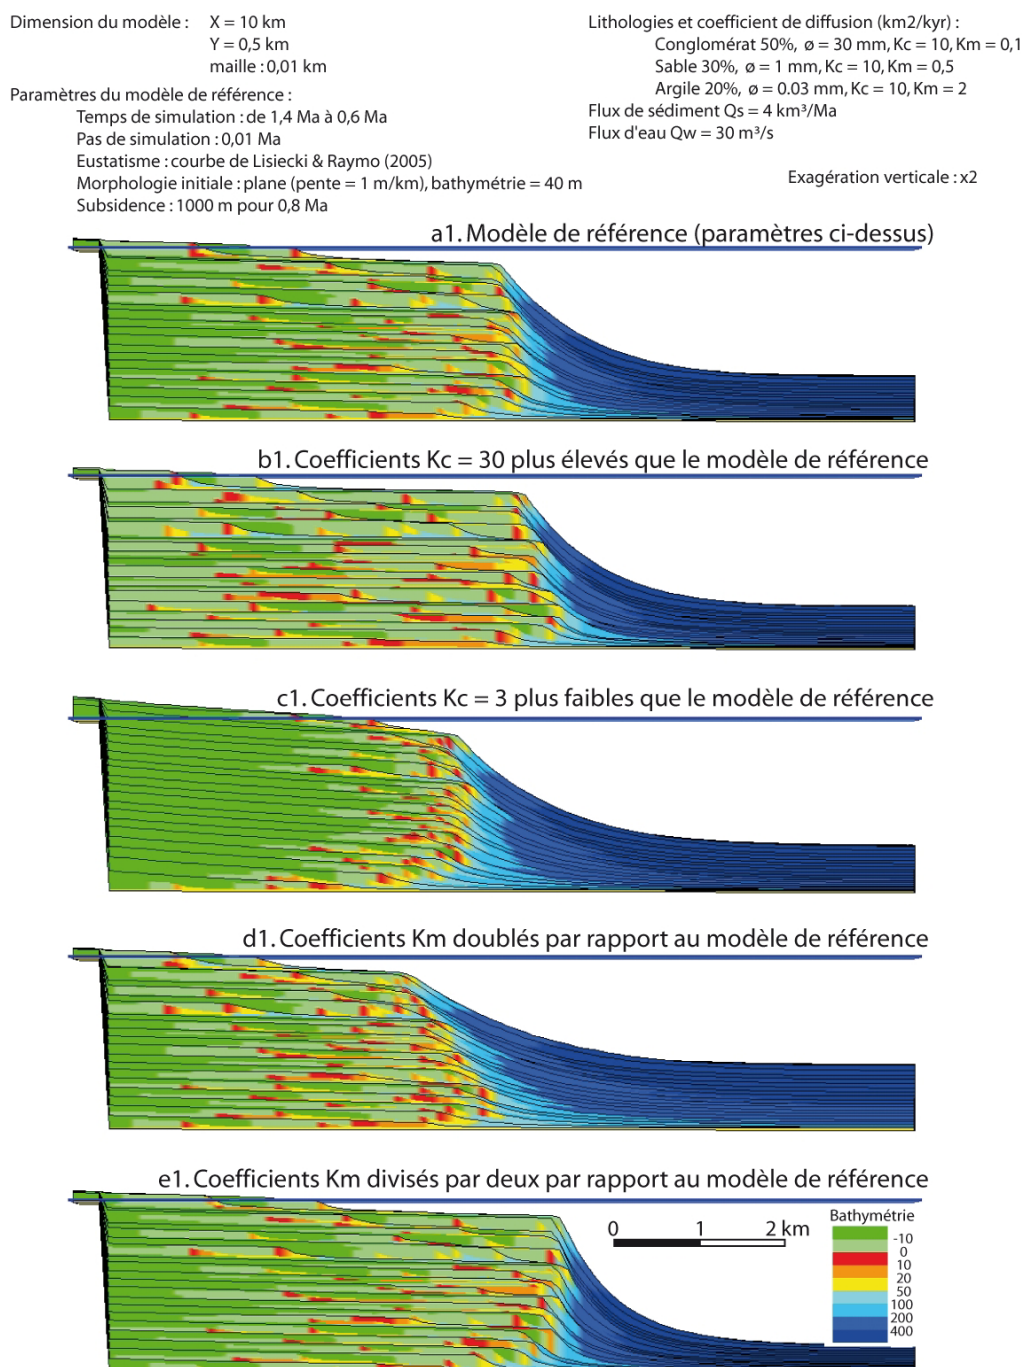 Dimension du modèle : X = 10 km
Y = 0,5 km
maille : 0,01 km
Paramètres du modèle de référence :
Temps de simulation : de 1,4 Ma à 0,6 Ma
Pas de simulation : 0,01 Ma
Eustatisme : courbe de Lisiecki & Raymo (2005)
Morphologie initiale : plane (pente = 1 m/km), bathymétrie = 40 m
Subsidence : 1000 m pour 0,8 Ma
Lithologies et coefficient de diffusion (km2/kyr) :
Conglomérat 50%, ø = 30 mm, Kc = 10, Km = 0,1
Sable 30%, ø = 1 mm, Kc = 10, Km = 0,5
Argile 20%, ø = 0.03 mm, Kc = 10, Km = 2
Flux de sédiment Qs = 4 km³/Ma
Flux d'eau Qw = 30 m³/s
Exagération verticale : x2
a1. Modèle de référence (paramètres ci-dessus)
b1. Coefficients Kc = 30 plus élevés que le modèle de référence
c1. Coefficients Kc = 3 plus faibles que le modèle de référence
d1. Coefficients Km doublés par rapport au modèle de référence
e1. Coefficients Km divisés par deux par rapport au modèle de référence
0 1 2 km
Bathymétrie
-10
0
10
20
50
100
200
400